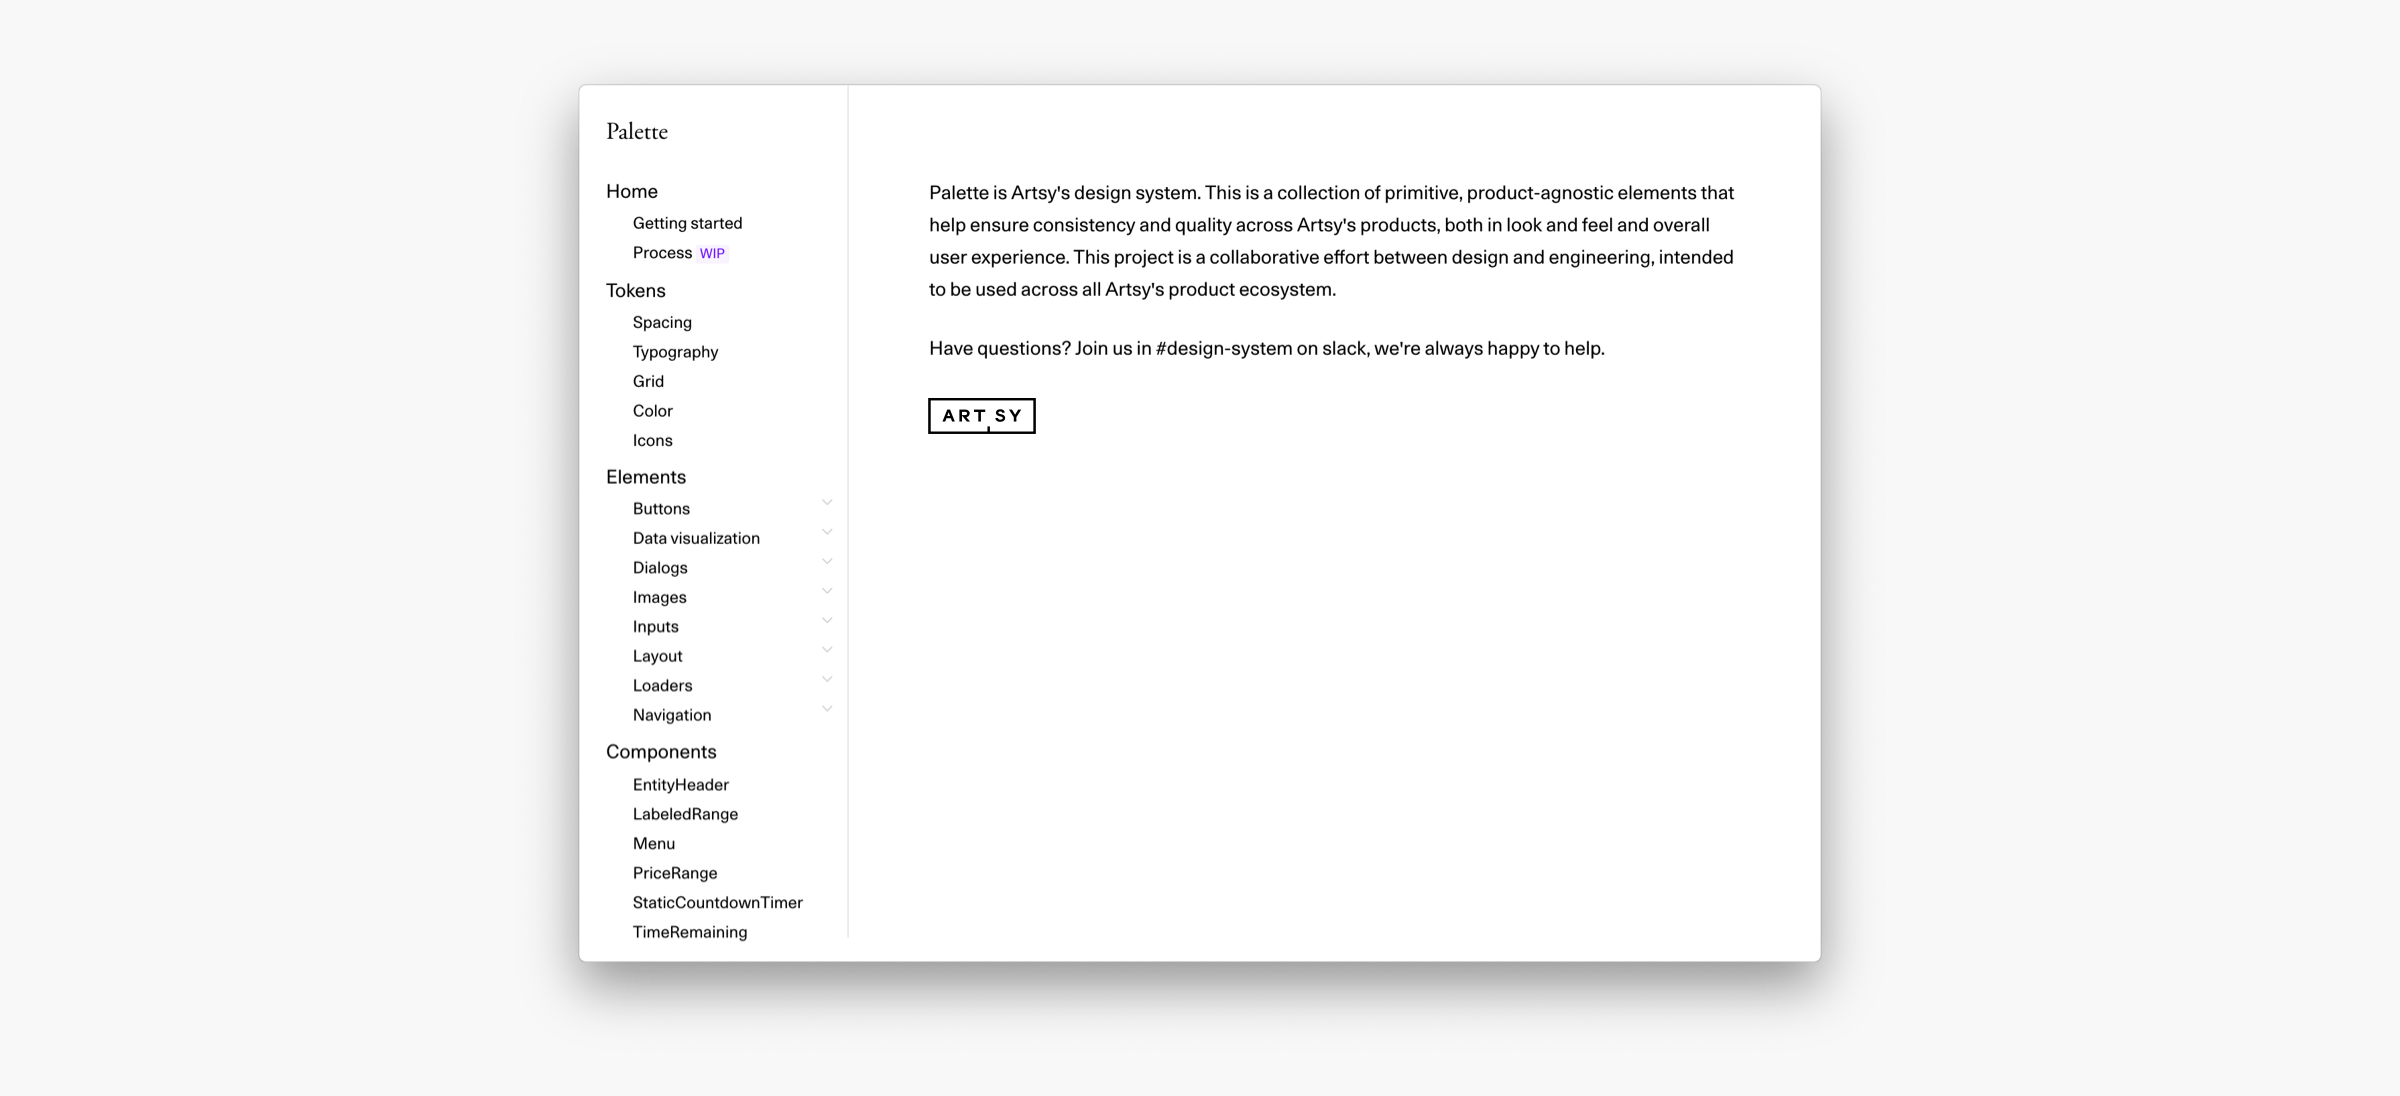 Palette
Home
Getting started
Process WIP
Tokens
Spacing
Typography
Grid
Color
Icons
Elements
Buttons
Data visualization
Dialogs
Images
Inputs
Layout
Loaders
Navigation
Components
EntityHeader
LabeledRange
Menu
PriceRange
StaticCountdownTimer
TimeRemaining
Palette is Artsy's design system. This is a collection of primitive, product-agnostic elements that
help ensure consistency and quality across Artsy's products, both in look and feel and overall
user experience. This project is a collaborative effort between design and engineering, intended
to be used across all Artsy's product ecosystem.
Have questions? Join us in #design-system on slack, we're always happy to help.
ARTSY